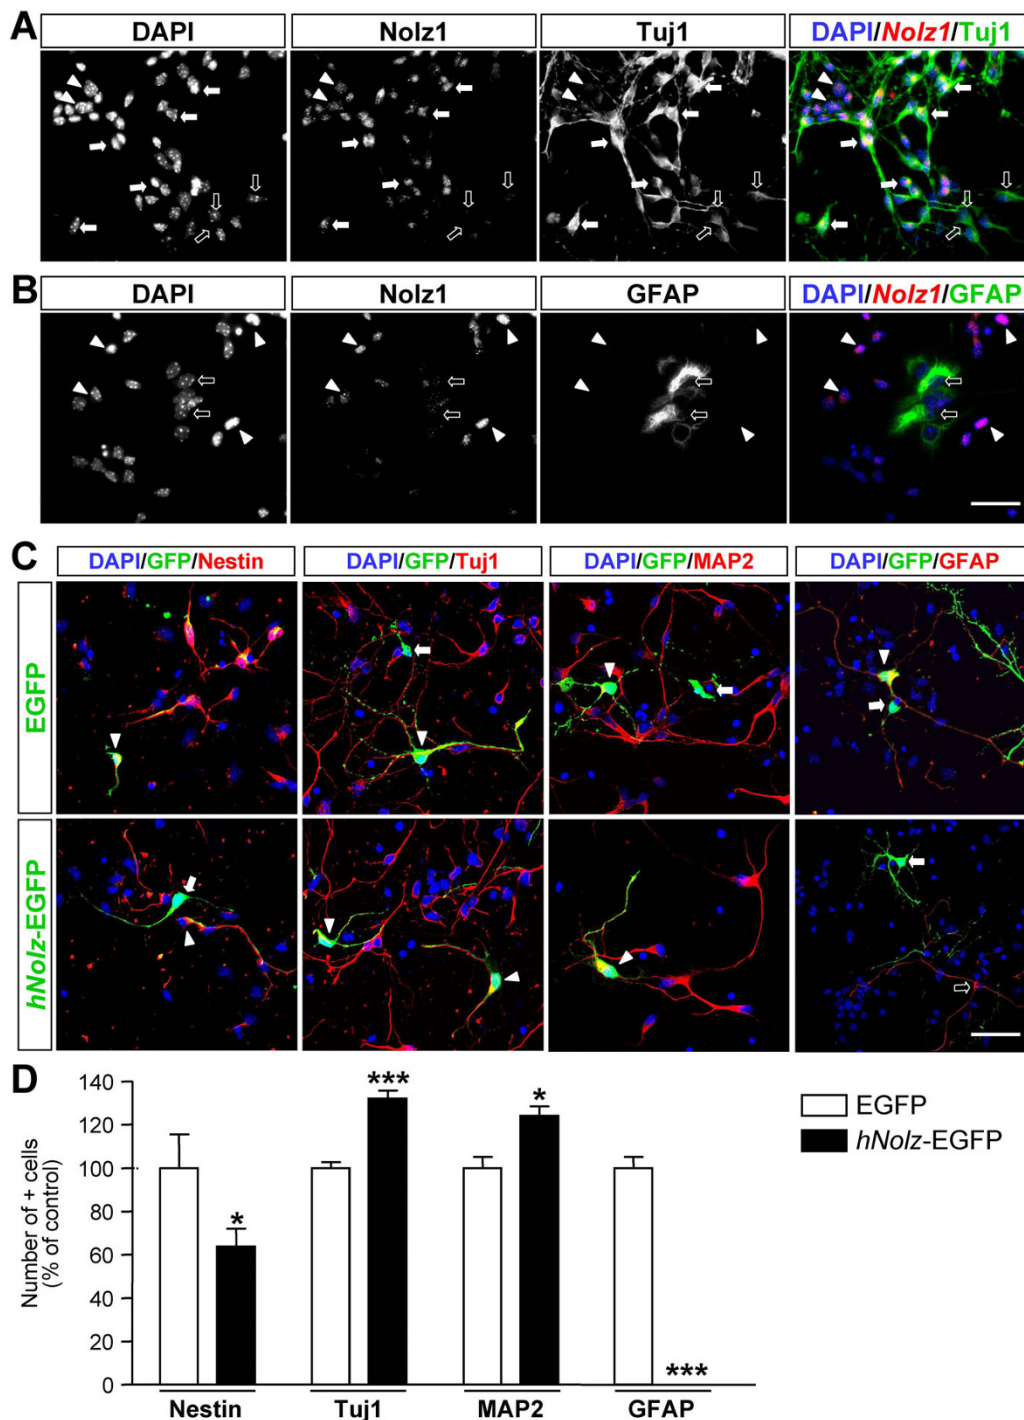 A
DAPI Nolz1 Tuj1 DAPI/Nolz1/Tuj1
B
DAPI Nolz1 GFAP DAPI/Nolz1/GFAP
C
DAPI/GFP/Nestin DAPI/GFP/Tuj1 DAPI/GFP/MAP2 DAPI/GFP/GFAP
EGFP
hNolz-EGFP
D
Number of + cells
(% of control)
140
120
100
80
60
40
20
0
* *** * ***
Nestin Tuj1 MAP2 GFAP
EGFP
hNolz-EGFP